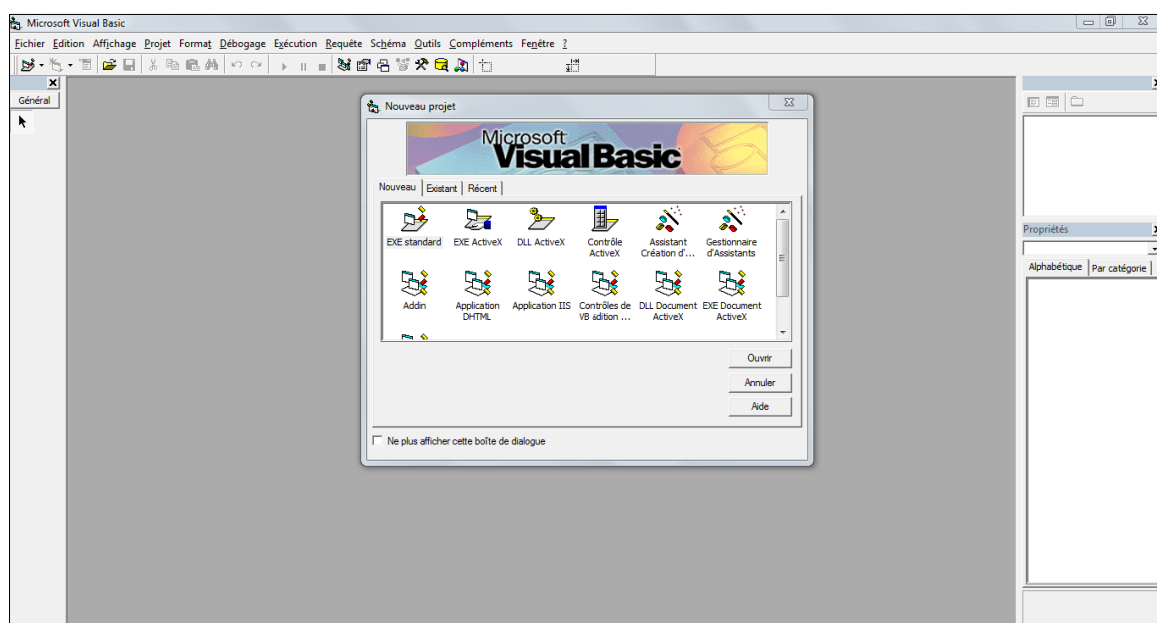 Microsoft Visual Basic
Fichier Edition Affichage Projet Format Débogage Exécution Requête Schéma Outils Compléments Fenêtre ?
Général
Nouveau projet
Microsoft
Visual Basic
Nouveau Existant Récent
EXE standard EXE ActiveX DLL ActiveX Contrôle ActiveX Assistant Création d'... Gestionnaire d'Assistants
Addin Application DHTML Application IIS Contrôles de VB édition ... DLL Document ActiveX EXE Document ActiveX
Ouvrir
Annuler
Aide
Ne plus afficher cette boîte de dialogue
Propriétés
Alphabétique Par catégorie